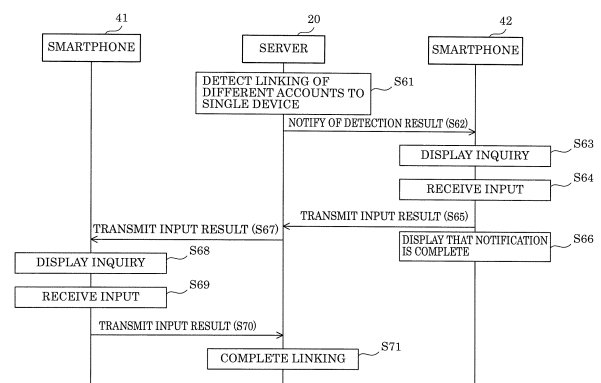 41
20
42
SMARTPHONE
SERVER
SMARTPHONE
DETECT LINKING OF
DIFFERENT ACCOUNTS TO
SINGLE DEVICE
S61
NOTIFY OF DETECTION RESULT (S62)
DISPLAY INQUIRY
S63
RECEIVE INPUT
S64
TRANSMIT INPUT RESULT (S65)
TRANSMIT INPUT RESULT (S67)
DISPLAY THAT NOTIFICATION
IS COMPLETE
S66
DISPLAY INQUIRY
S68
RECEIVE INPUT
S69
TRANSMIT INPUT RESULT (S70)
COMPLETE LINKING
S71